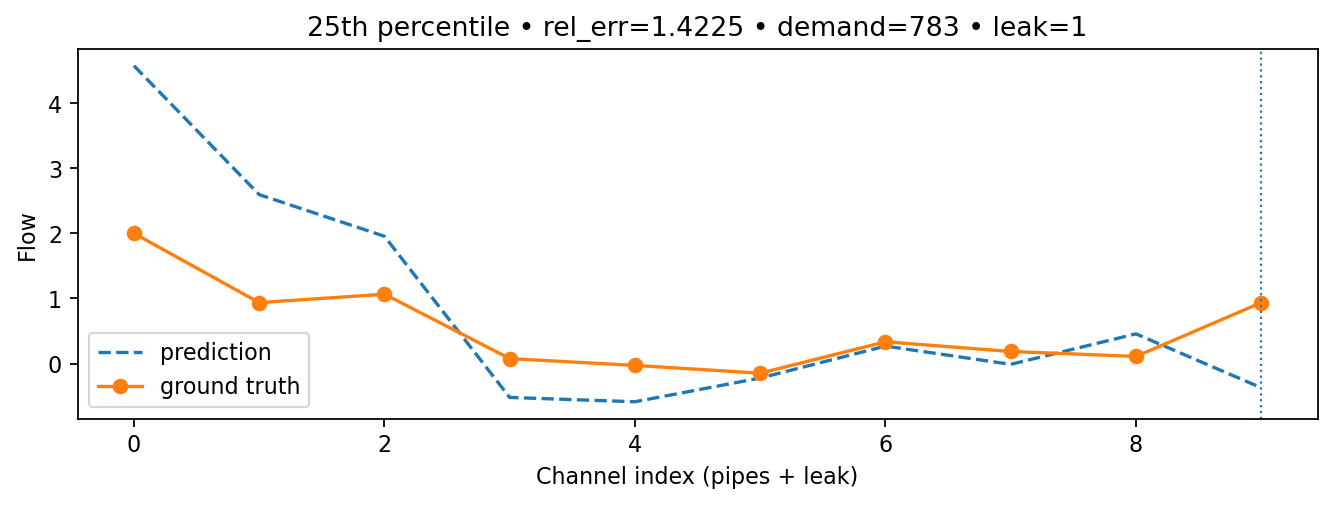 25th percentile • rel_err=1.4225 • demand=783 • leak=1
4
3
2
1
0
Flow
prediction
ground truth
0 2 4 6 8
Channel index (pipes + leak)